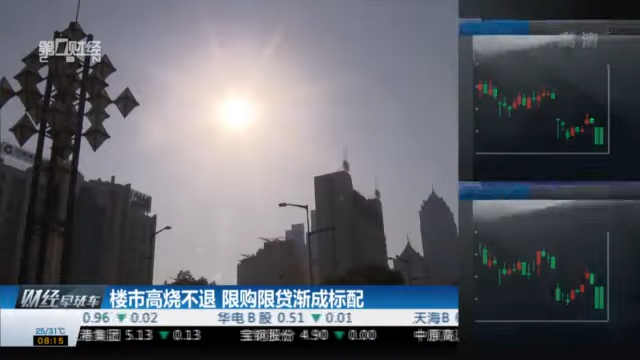 第一财经
高清
财经早班车
楼市高烧不退 限购限贷渐成标配
0.96 ▼ 0.02 华电B股 0.51 ▼ 0.01 天海B
25/31℃
08:15
港集团 5.13 ▼ 0.13 宝钢股份 4.90 ▼ 0.00 中原高